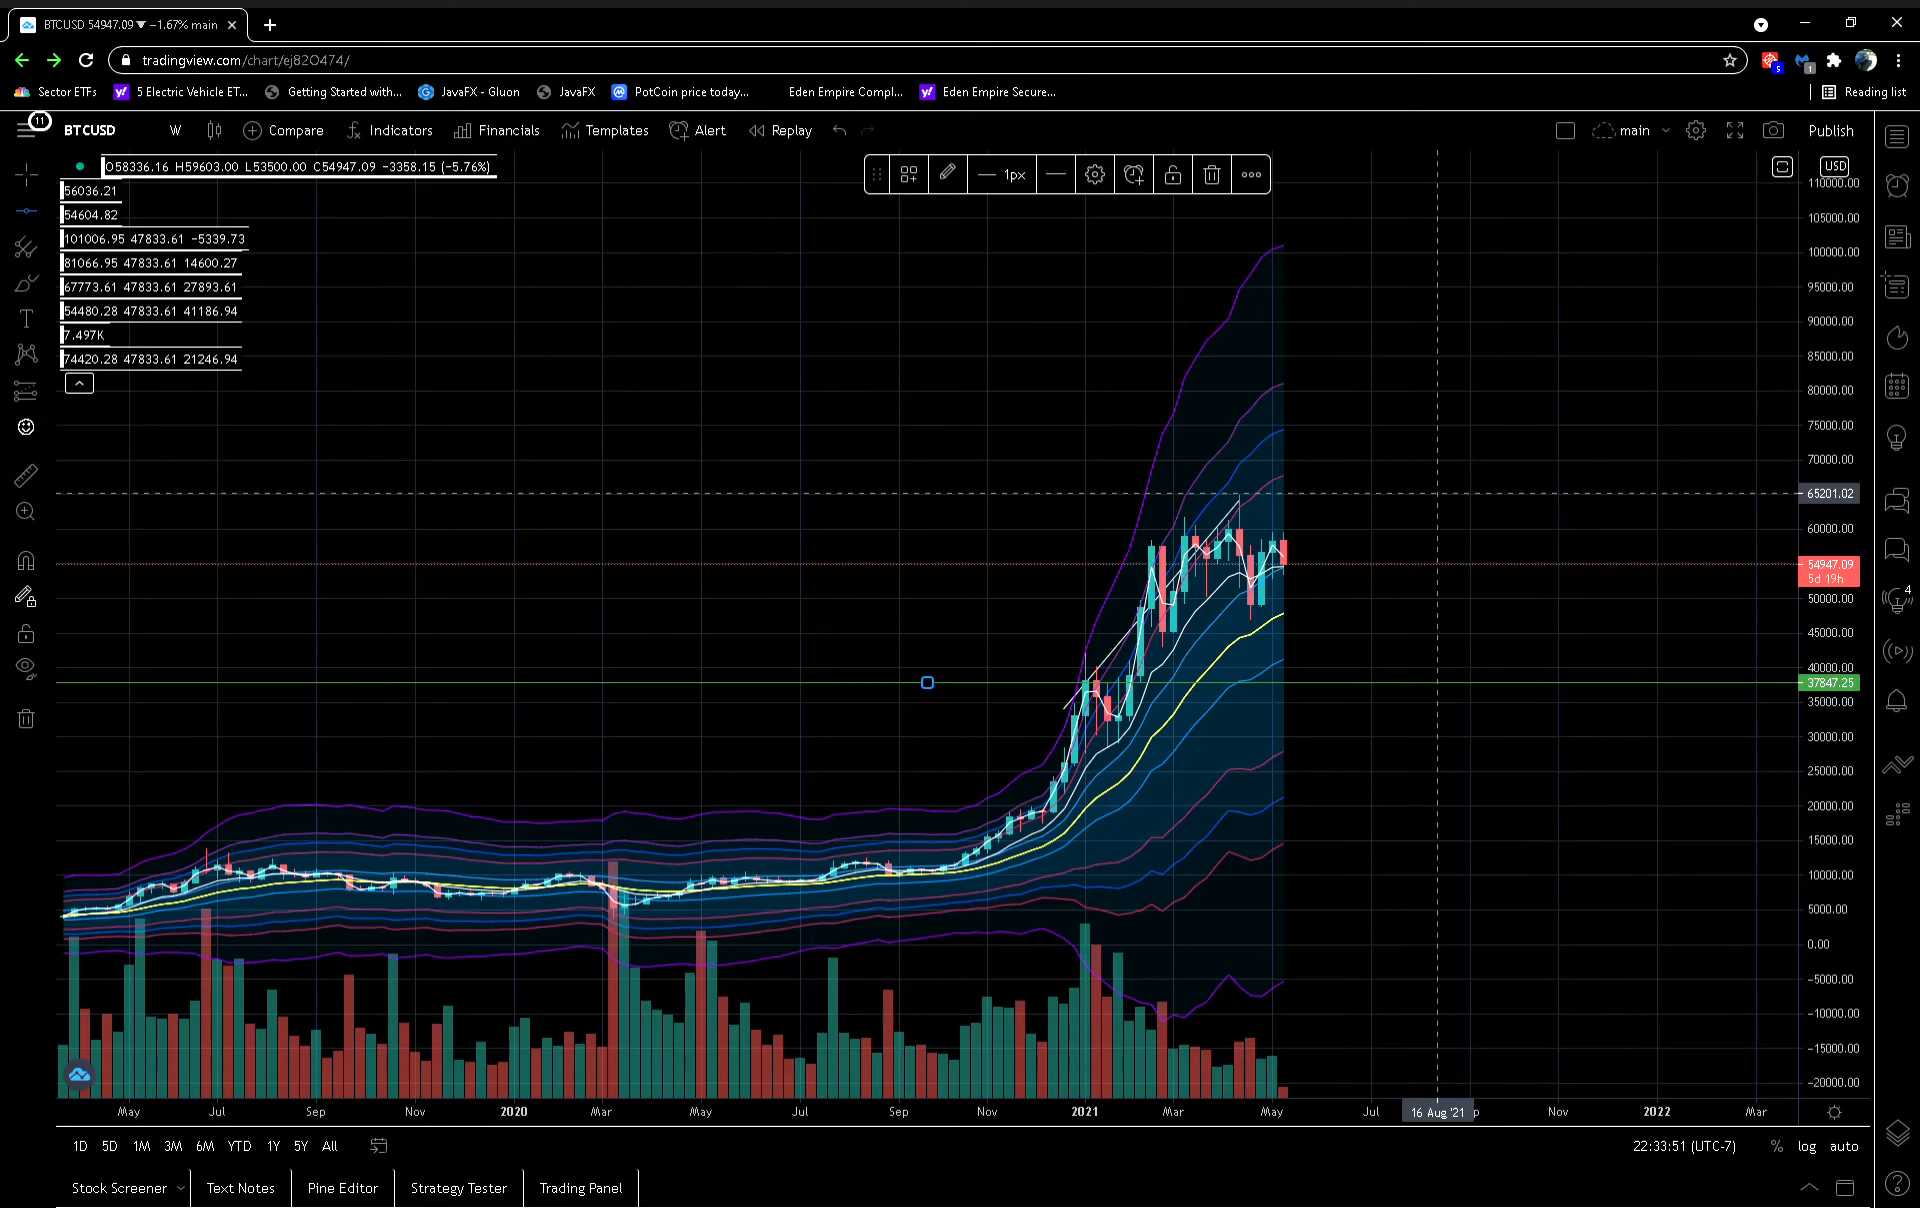 BTCUSD 54947.09 ▼ −1.67% main
tradingview.com/chart/ej82O474/
5
1
Sector ETFs
5 Electric Vehicle ET...
Getting Started with...
JavaFX - Gluon
JavaFX
PotCoin price today...
Eden Empire Compl...
Eden Empire Secure...
Reading list
11
BTCUSD
W
Compare
Indicators
Financials
Templates
Alert
Replay
main
Publish
O58336.16 H59603.00 L53500.00 C54947.09 −3358.15 (−5.76%)
1px
USD
56036.21
54604.82
101006.95 47833.61 −5339.73
81066.95 47833.61 14600.27
67773.61 47833.61 27893.61
54480.28 47833.61 41186.94
7.497K
74420.28 47833.61 21246.94
110000.00
105000.00
100000.00
95000.00
90000.00
85000.00
80000.00
75000.00
70000.00
65201.02
60000.00
54947.09
5d 19h
50000.00
45000.00
40000.00
37847.25
35000.00
30000.00
25000.00
20000.00
15000.00
10000.00
5000.00
0.00
−5000.00
−10000.00
−15000.00
−20000.00
4
May
Jul
Sep
Nov
2020
Mar
May
Jul
Sep
Nov
2021
Mar
May
Jul
16 Aug '21
p
Nov
2022
Mar
1D
5D
1M
3M
6M
YTD
1Y
5Y
All
22:33:51 (UTC-7)
%
log
auto
Stock Screener
Text Notes
Pine Editor
Strategy Tester
Trading Panel